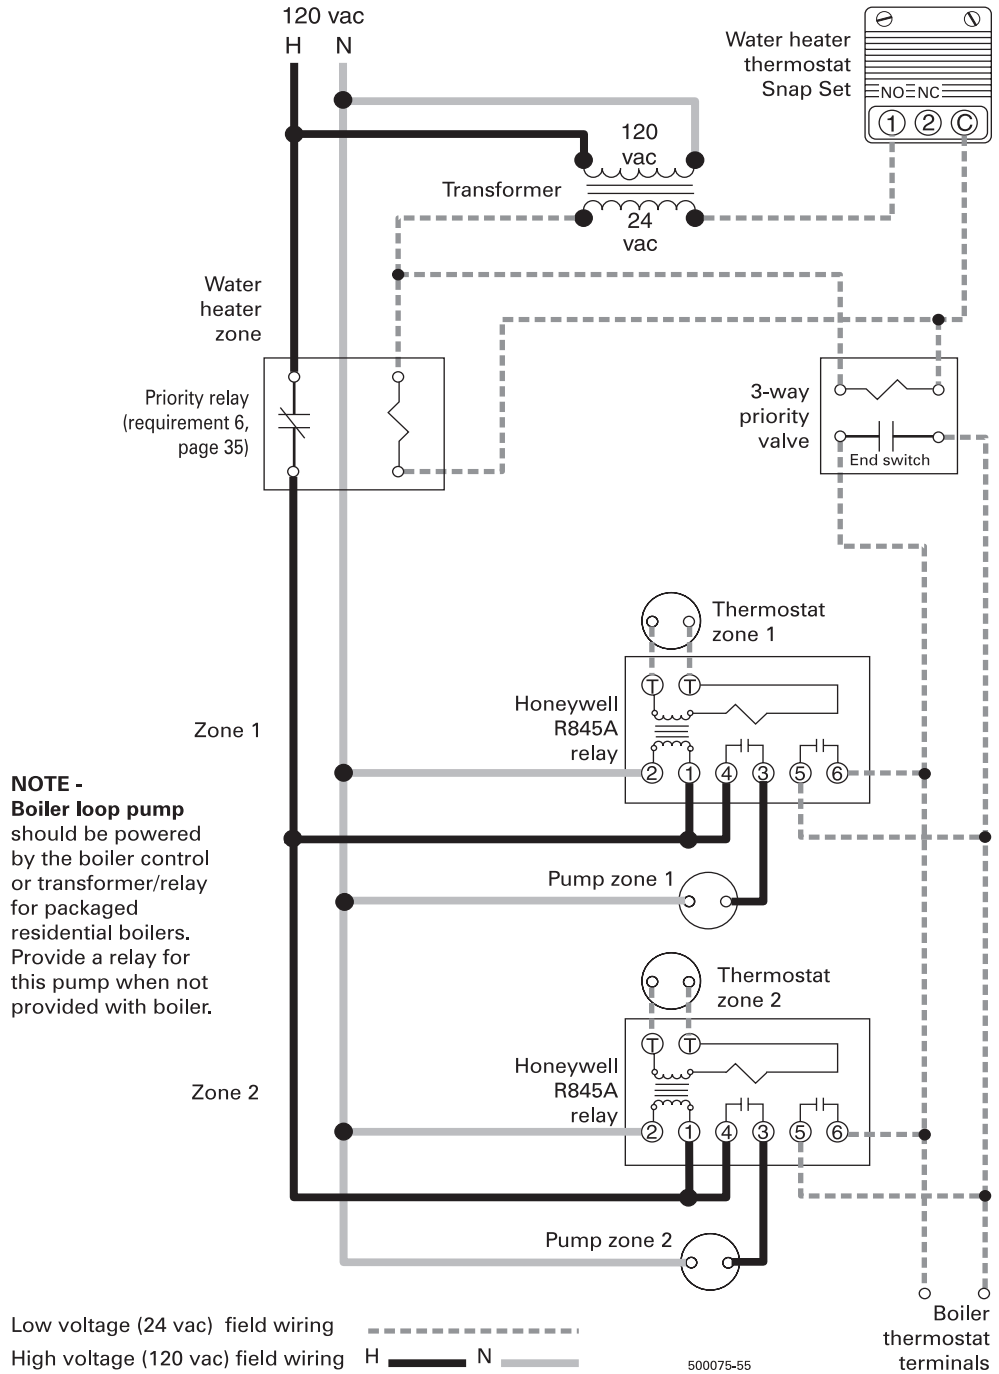 120 vac
H N
Water heater
thermostat
Snap Set
NO NC
1 2 C
120
vac
Transformer
24
vac
Water
heater
zone
Priority relay
(requirement 6,
page 35)
3-way
priority
valve
End switch
Thermostat
zone 1
T T
Honeywell
R845A
relay
Zone 1
2 1 4 3 5 6
NOTE -
Boiler loop pump
should be powered
by the boiler control
or transformer/relay
for packaged
residential boilers.
Provide a relay for
this pump when not
provided with boiler.
Pump zone 1
Thermostat
zone 2
T T
Honeywell
R845A
relay
Zone 2
2 1 4 3 5 6
Pump zone 2
Boiler
thermostat
terminals
Low voltage (24 vac) field wiring
High voltage (120 vac) field wiring H N
500075-55